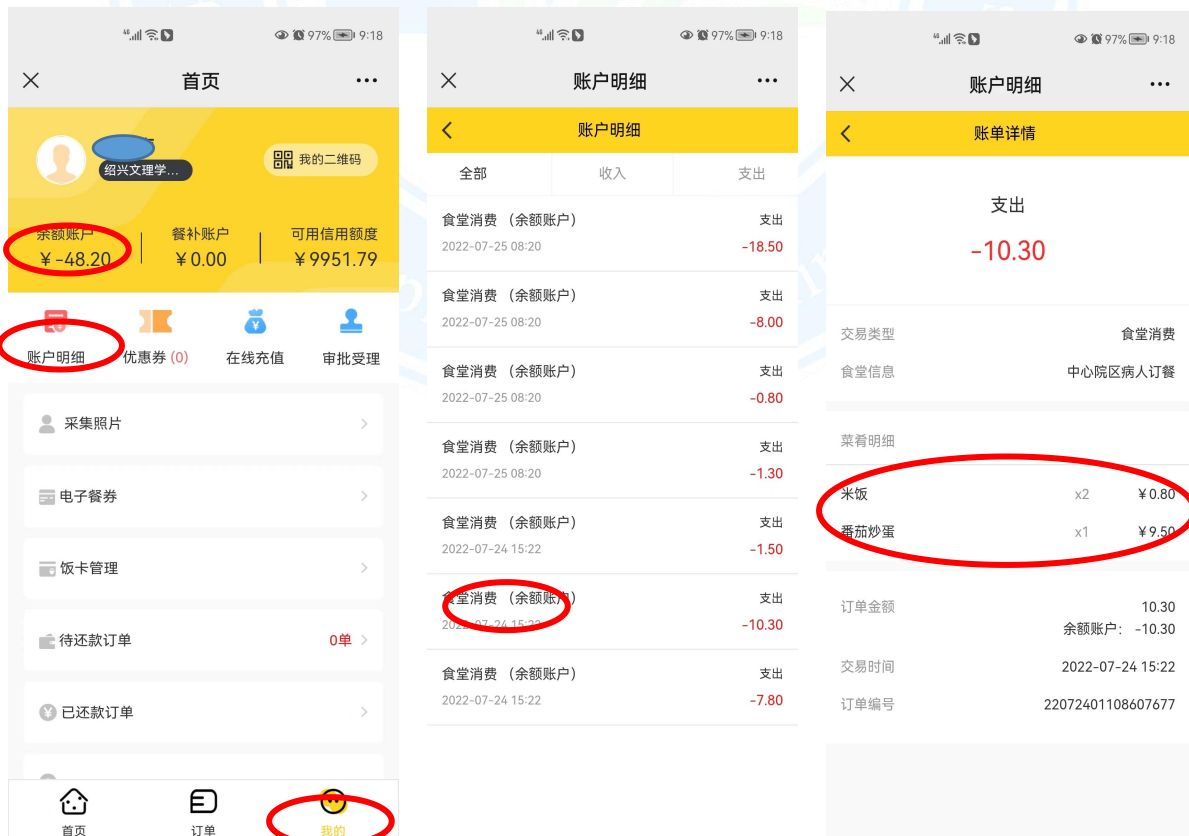 97% 9:18
首页
绍兴文理学...
我的二维码
余额账户 餐补账户 可用信用额度
￥-48.20 ￥0.00 ￥9951.79
账户明细 优惠券 (0) 在线充值 审批受理
采集照片
电子餐券
饭卡管理
待还款订单 0单
已还款订单
首页 订单 我的
97% 9:18
账户明细
账户明细
全部 收入 支出
食堂消费 （余额账户） 支出
2022-07-25 08:20 -18.50
食堂消费 （余额账户） 支出
2022-07-25 08:20 -8.00
食堂消费 （余额账户） 支出
2022-07-25 08:20 -0.80
食堂消费 （余额账户） 支出
2022-07-25 08:20 -1.30
食堂消费 （余额账户） 支出
2022-07-24 15:22 -1.50
食堂消费 （余额账户） 支出
2022-07-24 15:22 -10.30
食堂消费 （余额账户） 支出
2022-07-24 15:22 -7.80
97% 9:18
账户明细
账单详情
支出
-10.30
交易类型 食堂消费
食堂信息 中心院区病人订餐
菜肴明细
米饭 x2 ￥0.80
番茄炒蛋 x1 ￥9.50
订单金额 10.30
余额账户： -10.30
交易时间 2022-07-24 15:22
订单编号 22072401108607677